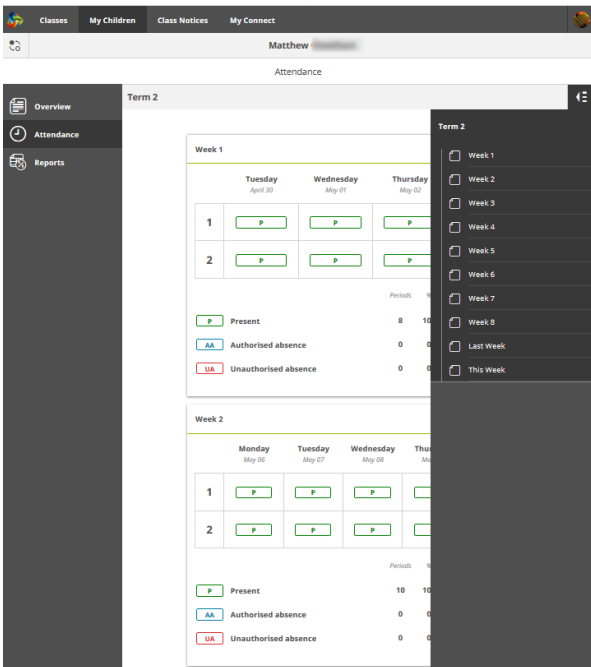 Classes My Children Class Notices My Connect
Matthew
Attendance
Overview
Attendance
Reports
Term 2
Week 1
Tuesday Wednesday Thursday
April 30 May 01 May 02
1 P P P
2 P P P
Periods %
P Present 8 10
AA Authorised absence 0 0
UA Unauthorised absence 0 0
Week 2
Monday Tuesday Wednesday Thu
May 06 May 07 May 08 Ma
1 P P P
2 P P P
Periods %
P Present 10 10
AA Authorised absence 0 0
UA Unauthorised absence 0 0
Term 2
Week 1
Week 2
Week 3
Week 4
Week 5
Week 6
Week 7
Week 8
Last Week
This Week